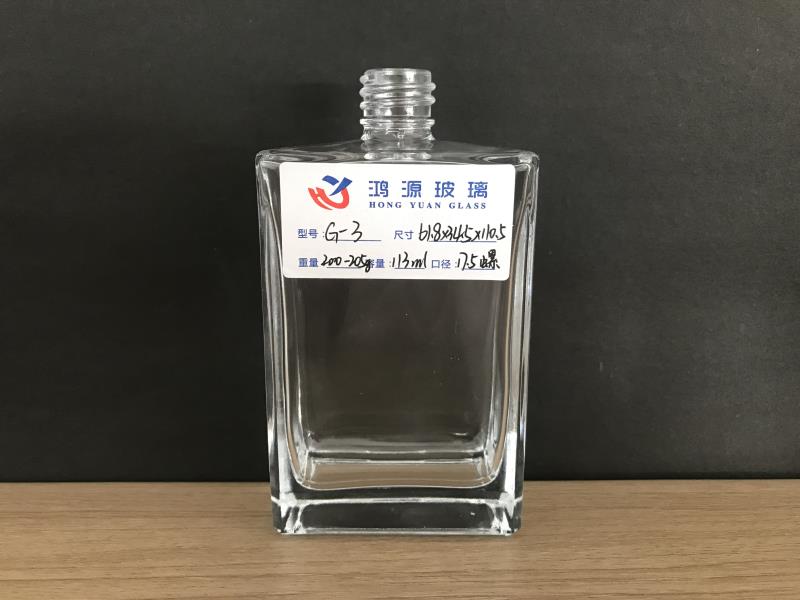 鸿源玻璃
HONG YUAN GLASS
型号:G-3 尺寸 61.8x34.5x110.5
重量 200-205g 容量:113ml 口径:17.5螺